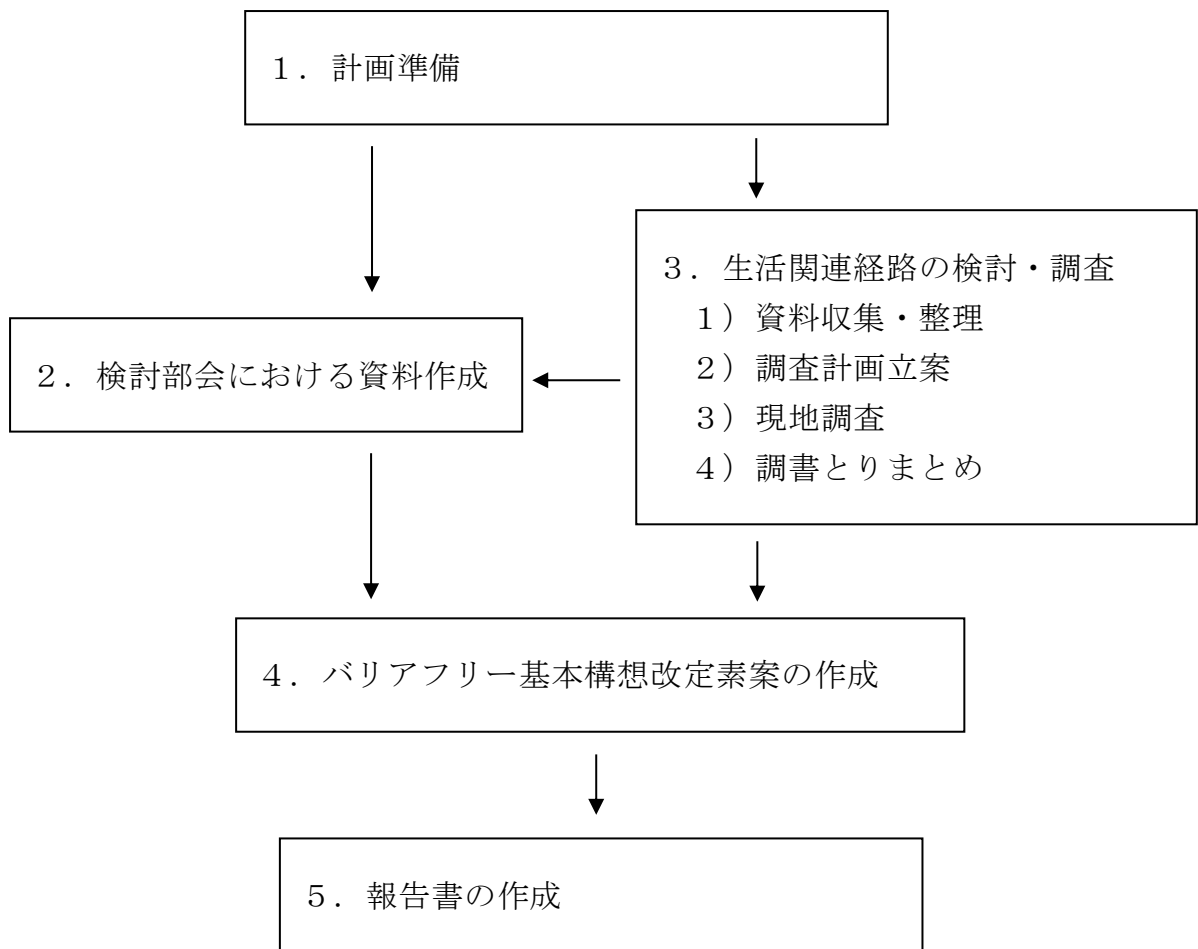 １．計画準備
２．検討部会における資料作成
３．生活関連経路の検討・調査
１）資料収集・整理
２）調査計画立案
３）現地調査
４）調書とりまとめ
４．バリアフリー基本構想改定素案の作成
５．報告書の作成